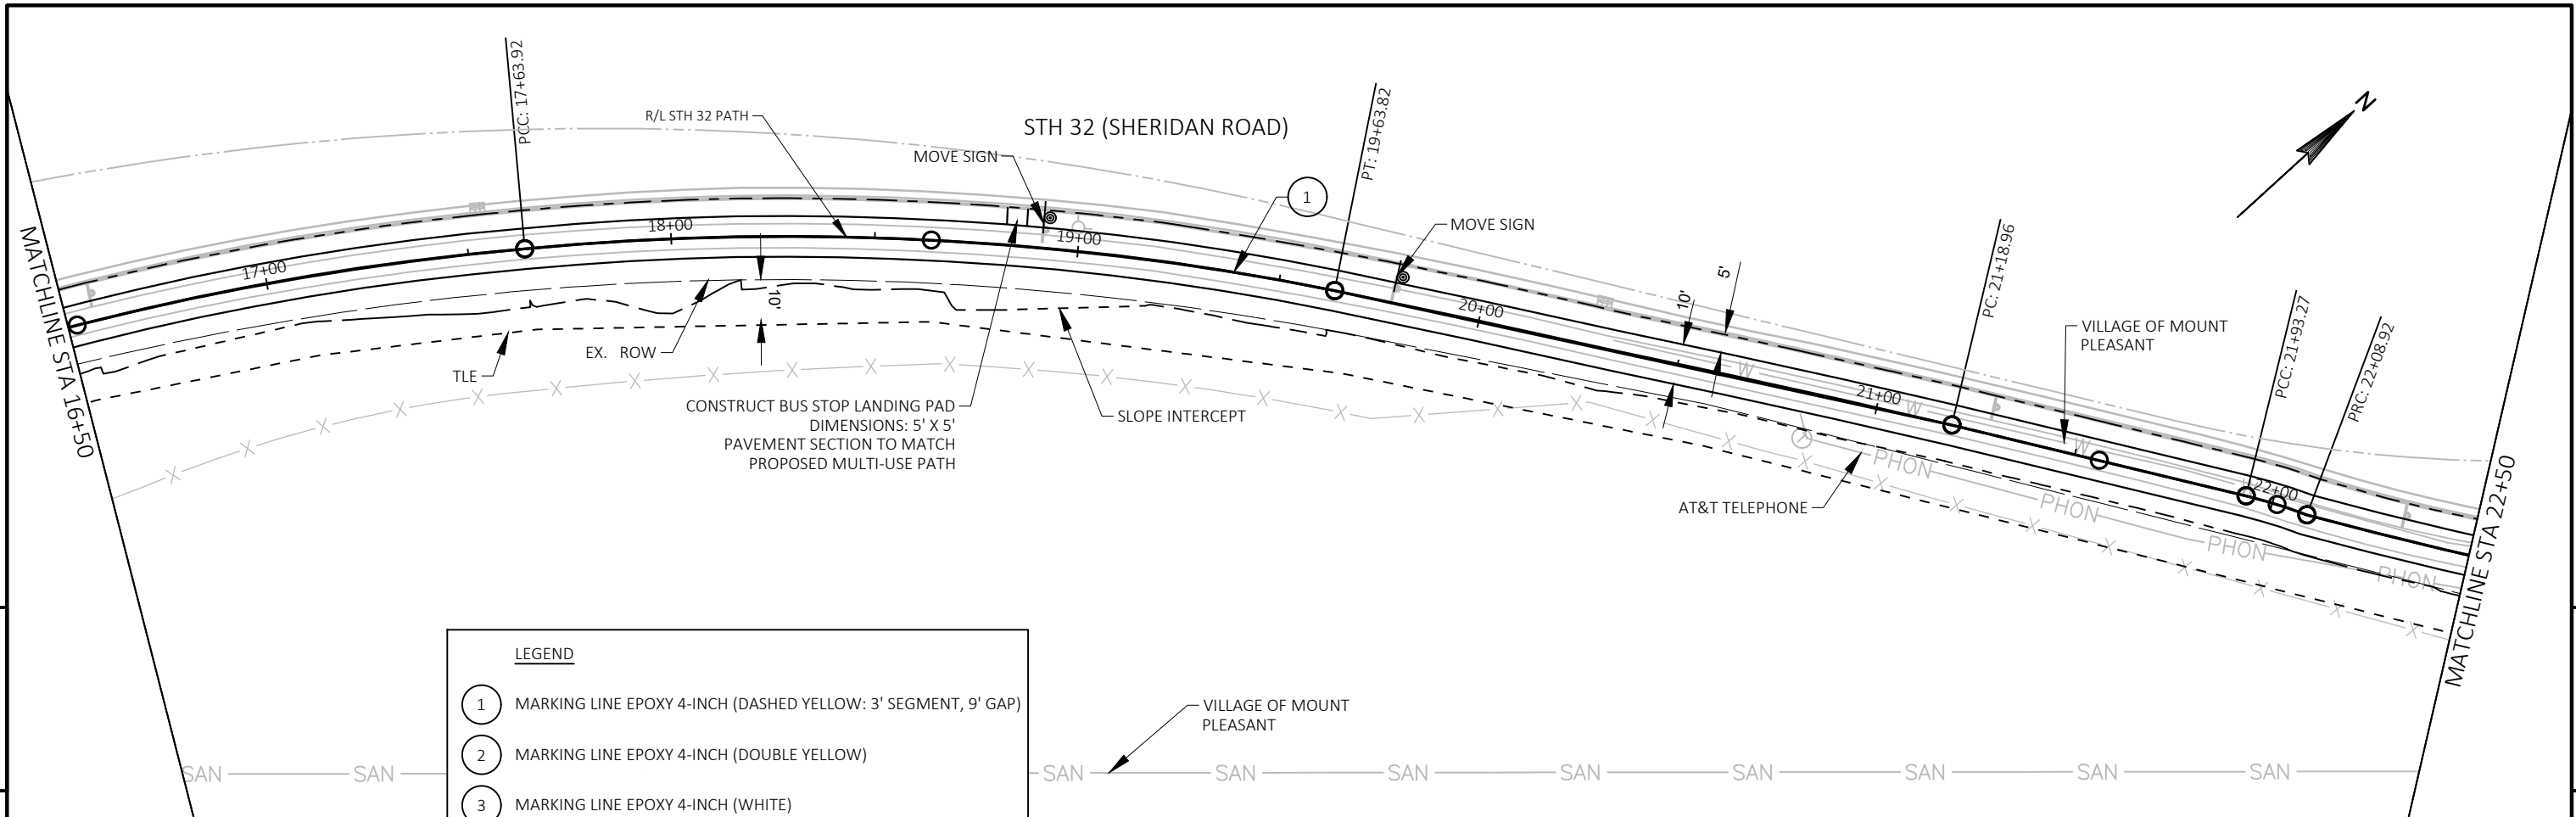 PCC: 17+63.92
R/L STH 32 PATH
STH 32 (SHERIDAN ROAD)
MOVE SIGN
1
PT: 19+63.82
MOVE SIGN
N
MATCHLINE STA 16+50
17+00
18+00
19+00
20+00
21+00
22+00
10'
10'
5'
PC: 21+18.96
PCC: 21+93.27
PRC: 22+08.92
VILLAGE OF MOUNT
PLEASANT
W
W
W
EX. ROW
TLE
CONSTRUCT BUS STOP LANDING PAD
DIMENSIONS: 5' X 5'
PAVEMENT SECTION TO MATCH
PROPOSED MULTI-USE PATH
SLOPE INTERCEPT
AT&T TELEPHONE
PHON
PHON
PHON
PHON
MATCHLINE STA 22+50
LEGEND
1 MARKING LINE EPOXY 4-INCH (DASHED YELLOW: 3' SEGMENT, 9' GAP)
2 MARKING LINE EPOXY 4-INCH (DOUBLE YELLOW)
3 MARKING LINE EPOXY 4-INCH (WHITE)
VILLAGE OF MOUNT
PLEASANT
SAN SAN SAN SAN SAN SAN SAN SAN SAN SAN